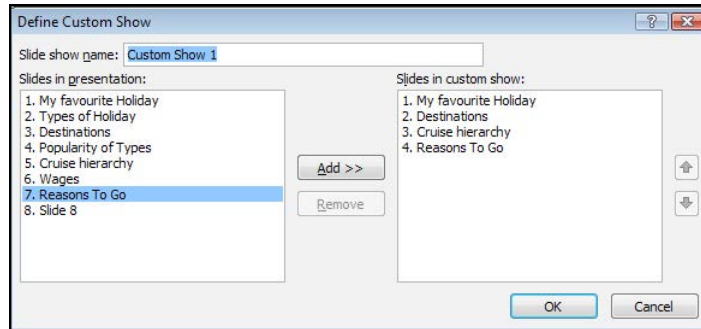 Define Custom Show
Slide show name: Custom Show 1
Slides in presentation:
1. My favourite Holiday
2. Types of Holiday
3. Destinations
4. Popularity of Types
5. Cruise hierarchy
6. Wages
7. Reasons To Go
8. Slide 8
Add >>
Remove
Slides in custom show:
1. My favourite Holiday
2. Destinations
3. Cruise hierarchy
4. Reasons To Go
OK
Cancel